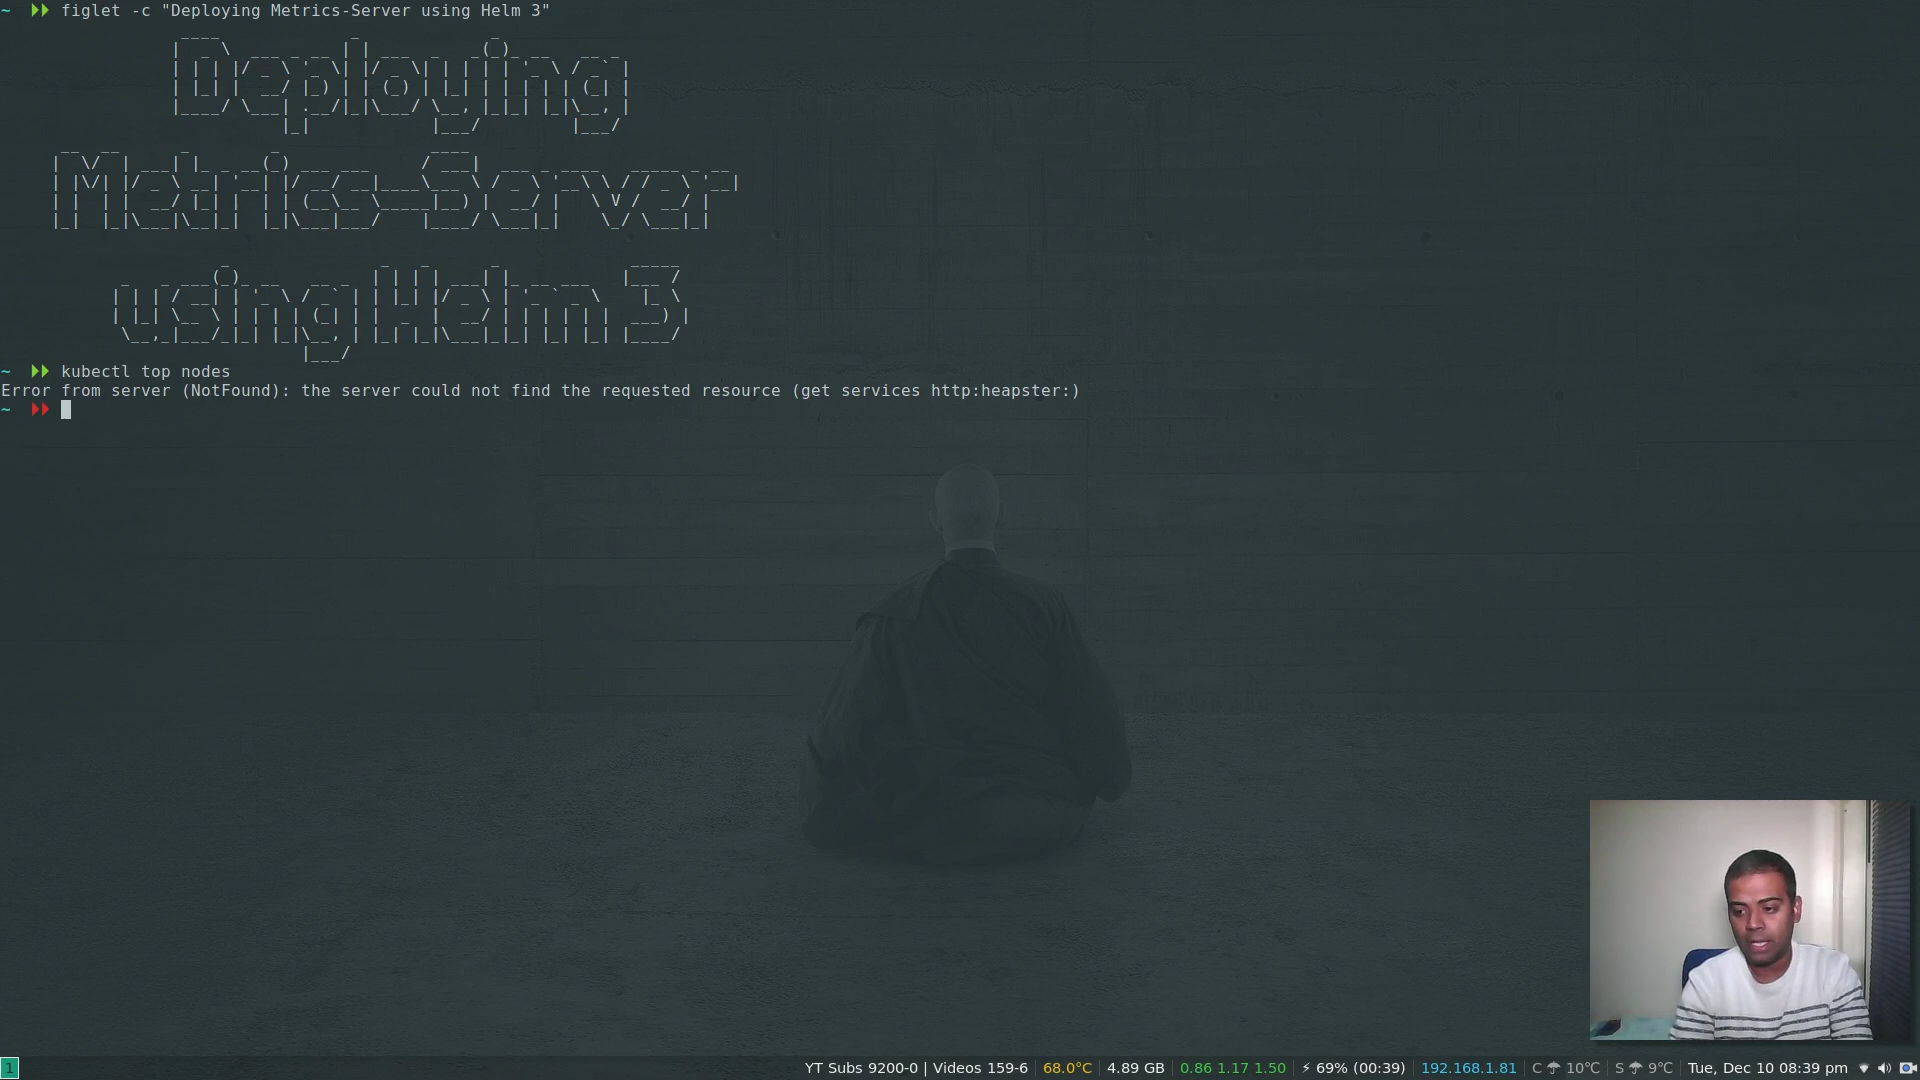 ~ figlet -c "Deploying Metrics-Server using Helm 3"
Deploying
Metrics-Server
using Helm 3
~ kubectl top nodes
Error from server (NotFound): the server could not find the requested resource (get services http:heapster:)
~
1 YT Subs 9200-0 | Videos 159-6 | 68.0°C | 4.89 GB | 0.86 1.17 1.50 | ⚡ 69% (00:39) | 192.168.1.81 | C ☂ 10℃ | S ☂ 9℃ | Tue, Dec 10 08:39 pm